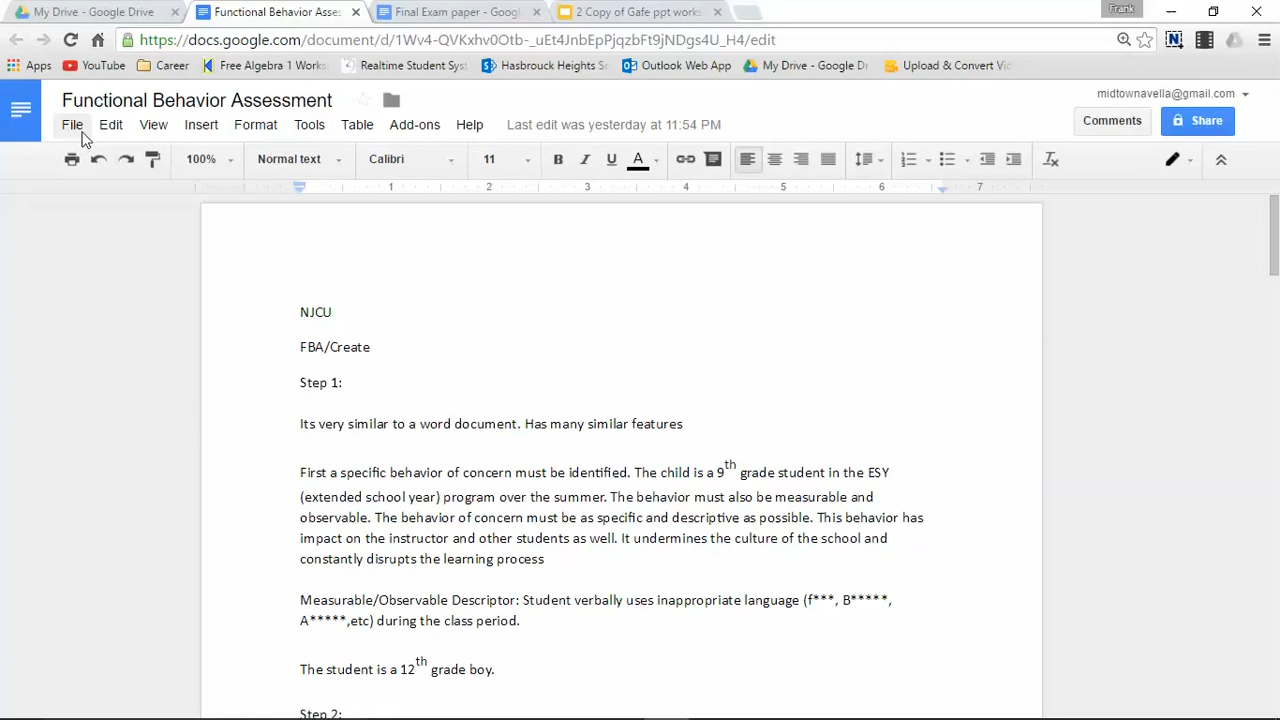 My Drive - Google Drive
Functional Behavior Asse
Final Exam paper - Googl
2 Copy of Gafe ppt works
Frank
https://docs.google.com/document/d/1Wv4-QVKxhv0Otb-_uEt4JnbEpPjqzbFt9jNDgs4U_H4/edit
Apps YouTube Career Free Algebra 1 Works Realtime Student Sys Hasbrouck Heights S Outlook Web App My Drive - Google Dr Upload & Convert Vi
Functional Behavior Assessment
midtownavella@gmail.com
File Edit View Insert Format Tools Table Add-ons Help Last edit was yesterday at 11:54 PM
Comments Share
100% Normal text Calibri 11 B I U A
1 2 3 4 5 6 7
NJCU
FBA/Create
Step 1:
Its very similar to a word document. Has many similar features
First a specific behavior of concern must be identified. The child is a 9th grade student in the ESY
(extended school year) program over the summer. The behavior must also be measurable and
observable. The behavior of concern must be as specific and descriptive as possible. This behavior has
impact on the instructor and other students as well. It undermines the culture of the school and
constantly disrupts the learning process
Measurable/Observable Descriptor: Student verbally uses inappropriate language (f***, B*****,
A*****,etc) during the class period.
The student is a 12th grade boy.
Step 2: